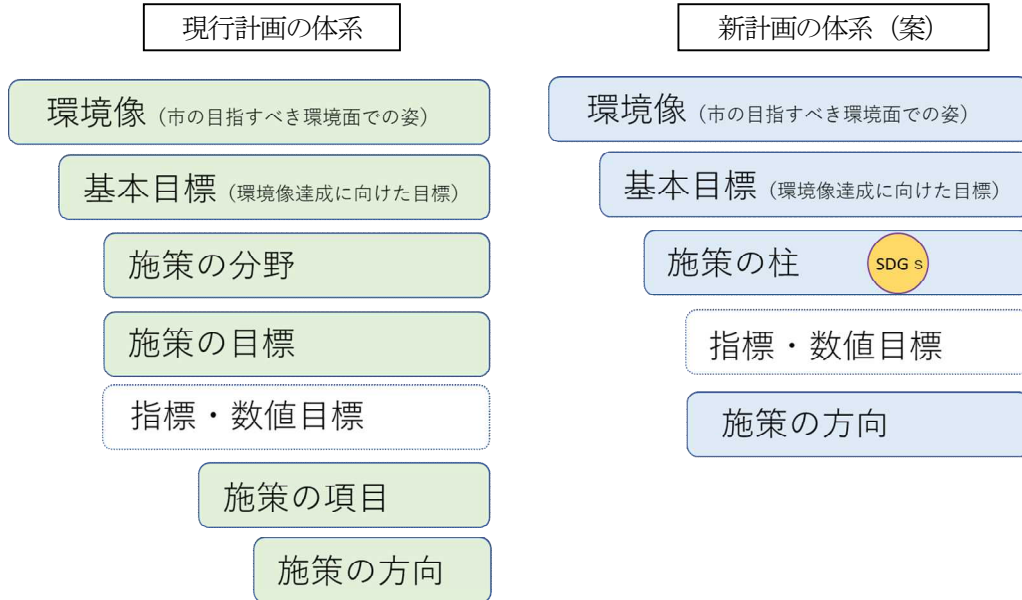 現行計画の体系
環境像（市の目指すべき環境面での姿）
基本目標（環境像達成に向けた目標）
施策の分野
施策の目標
指標・数値目標
施策の項目
施策の方向
新計画の体系（案）
環境像（市の目指すべき環境面での姿）
基本目標（環境像達成に向けた目標）
施策の柱 SDGｓ
指標・数値目標
施策の方向